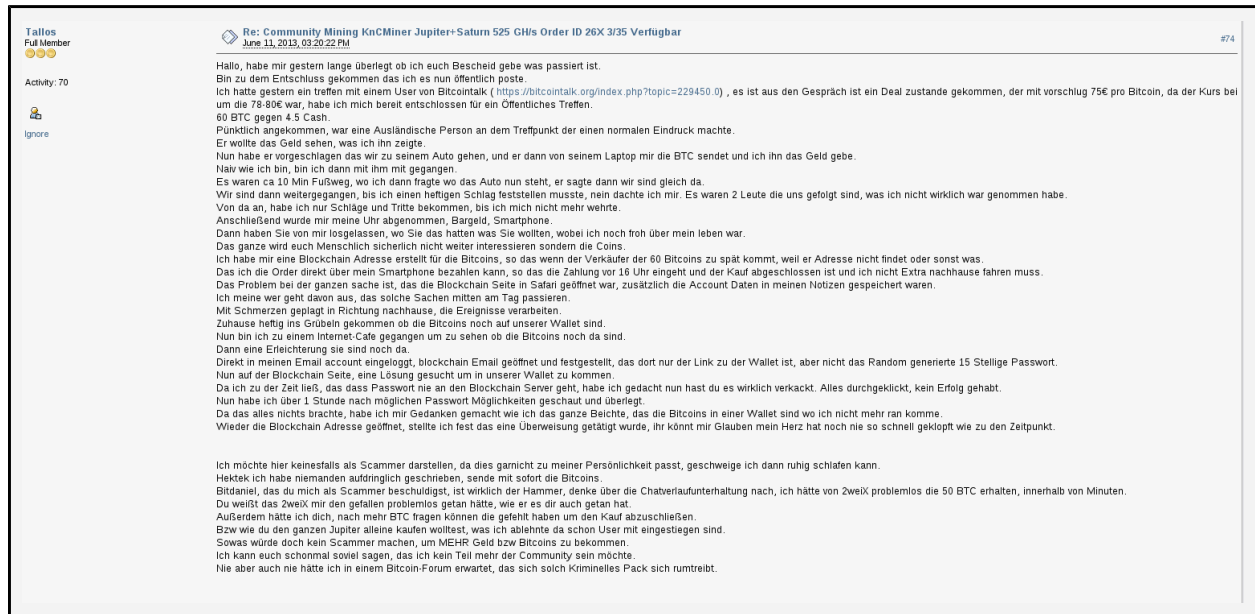 Tallos
Full Member
Activity: 70
Ignore
Re: Community Mining KnCMiner Jupiter+Saturn 525 GH/s Order ID 26X 3/35 Verfügbar
June 11, 2013, 03:20:22 PM
#74
Hallo, habe mir gestern lange überlegt ob ich euch Bescheid gebe was passiert ist.
Bin zu dem Entschluss gekommen das ich es nun öffentlich poste.
Ich hatte gestern ein treffen mit einem User von Bitcointalk ( https://bitcointalk.org/index.php?topic=229450.0) , es ist aus den Gespräch ist ein Deal zustande gekommen, der mit vorschlug 75€ pro Bitcoin, da der Kurs bei
um die 78-80€ war, habe ich mich bereit entschlossen für ein Öffentliches Treffen.
60 BTC gegen 4.5 Cash.
Pünktlich angekommen, war eine Ausländische Person an dem Treffpunkt der einen normalen Eindruck machte.
Er wollte das Geld sehen, was ich ihn zeigte.
Nun habe er vorgeschlagen das wir zu seinem Auto gehen, und er dann von seinem Laptop mir die BTC sendet und ich ihn das Geld gebe.
Naiv wie ich bin, bin ich dann mit ihm mit gegangen.
Es waren ca 10 Min Fußweg, wo ich dann fragte wo das Auto nun steht, er sagte dann wir sind gleich da.
Wir sind dann weitergegangen, bis ich einen heftigen Schlag feststellen musste, nein dachte ich mir. Es waren 2 Leute die uns gefolgt sind, was ich nicht wirklich war genommen habe.
Von da an, habe ich nur Schläge und Tritte bekommen, bis ich mich nicht mehr wehrte.
Anschließend wurde mir meine Uhr abgenommen, Bargeld, Smartphone.
Dann haben Sie von mir losgelassen, wo Sie das hatten was Sie wollten, wobei ich noch froh über mein leben war.
Das ganze wird euch Menschlich sicherlich nicht weiter interessieren sondern die Coins.
Ich habe mir eine Blockchain Adresse erstellt für die Bitcoins, so das wenn der Verkäufer der 60 Bitcoins zu spät kommt, weil er Adresse nicht findet oder sonst was.
Das ich die Order direkt über mein Smartphone bezahlen kann, so das die Zahlung vor 16 Uhr eingeht und der Kauf abgeschlossen ist und ich nicht Extra nachhause fahren muss.
Das Problem bei der ganzen sache ist, das die Blockchain Seite in Safari geöffnet war, zusätzlich die Account Daten in meinen Notizen gespeichert waren.
Ich meine wer geht davon aus, das solche Sachen mitten am Tag passieren.
Mit Schmerzen geplagt in Richtung nachhause, die Ereignisse verarbeiten.
Zuhause heftig ins Grübeln gekommen ob die Bitcoins noch auf unserer Wallet sind.
Nun bin ich zu einem Internet-Cafe gegangen um zu sehen ob die Bitcoins noch da sind.
Dann eine Erleichterung sie sind noch da.
Direkt in meinen Email account eingeloggt, blockchain Email geöffnet und festgestellt, das dort nur der Link zu der Wallet ist, aber nicht das Random generierte 15 Stellige Passwort.
Nun auf der Blockchain Seite, eine Lösung gesucht um in unserer Wallet zu kommen.
Da ich zu der Zeit ließ, das dass Passwort nie an den Blockchain Server geht, habe ich gedacht nun hast du es wirklich verkackt. Alles durchgeklickt, kein Erfolg gehabt.
Nun habe ich über 1 Stunde nach möglichen Passwort Möglichkeiten geschaut und überlegt.
Da das alles nichts brachte, habe ich mir Gedanken gemacht wie ich das ganze Beichte, das die Bitcoins in einer Wallet sind wo ich nicht mehr ran komme.
Wieder die Blockchain Adresse geöffnet, stellte ich fest das eine Überweisung getätigt wurde, ihr könnt mir Glauben mein Herz hat noch nie so schnell geklopft wie zu den Zeitpunkt.
Ich möchte hier keinesfalls als Scammer darstellen, da dies garnicht zu meiner Persönlichkeit passt, geschweige ich dann ruhig schlafen kann.
Hektek ich habe niemanden aufdringlich geschrieben, sende mit sofort die Bitcoins.
Bitdaniel, das du mich als Scammer beschuldigst, ist wirklich der Hammer, denke über die Chatverlaufunterhaltung nach, ich hätte von 2weiX problemlos die 50 BTC erhalten, innerhalb von Minuten.
Du weißt das 2weiX mir den gefallen problemlos getan hätte, wie er es dir auch getan hat.
Außerdem hätte ich dich, nach mehr BTC fragen können die gefehlt haben um den Kauf abzuschließen.
Bzw wie du den ganzen Jupiter alleine kaufen wolltest, was ich ablehnte da schon User mit eingestiegen sind.
Sowas würde doch kein Scammer machen, um MEHR Geld bzw Bitcoins zu bekommen.
Ich kann euch schonmal soviel sagen, das ich kein Teil mehr der Community sein möchte.
Nie aber auch nie hätte ich in einem Bitcoin-Forum erwartet, das sich solch Kriminelles Pack sich rumtreibt.